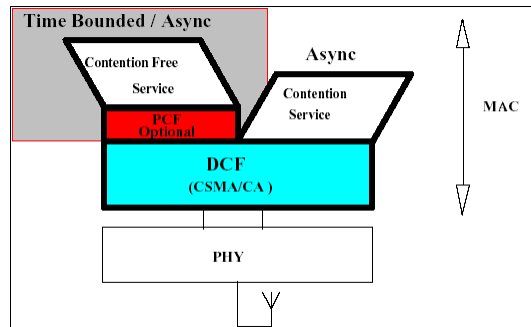 Time Bounded / Async
Contention Free
Service
Async
Contention
Service
MAC
PCF
Optional
DCF
(CSMA/CA )
PHY